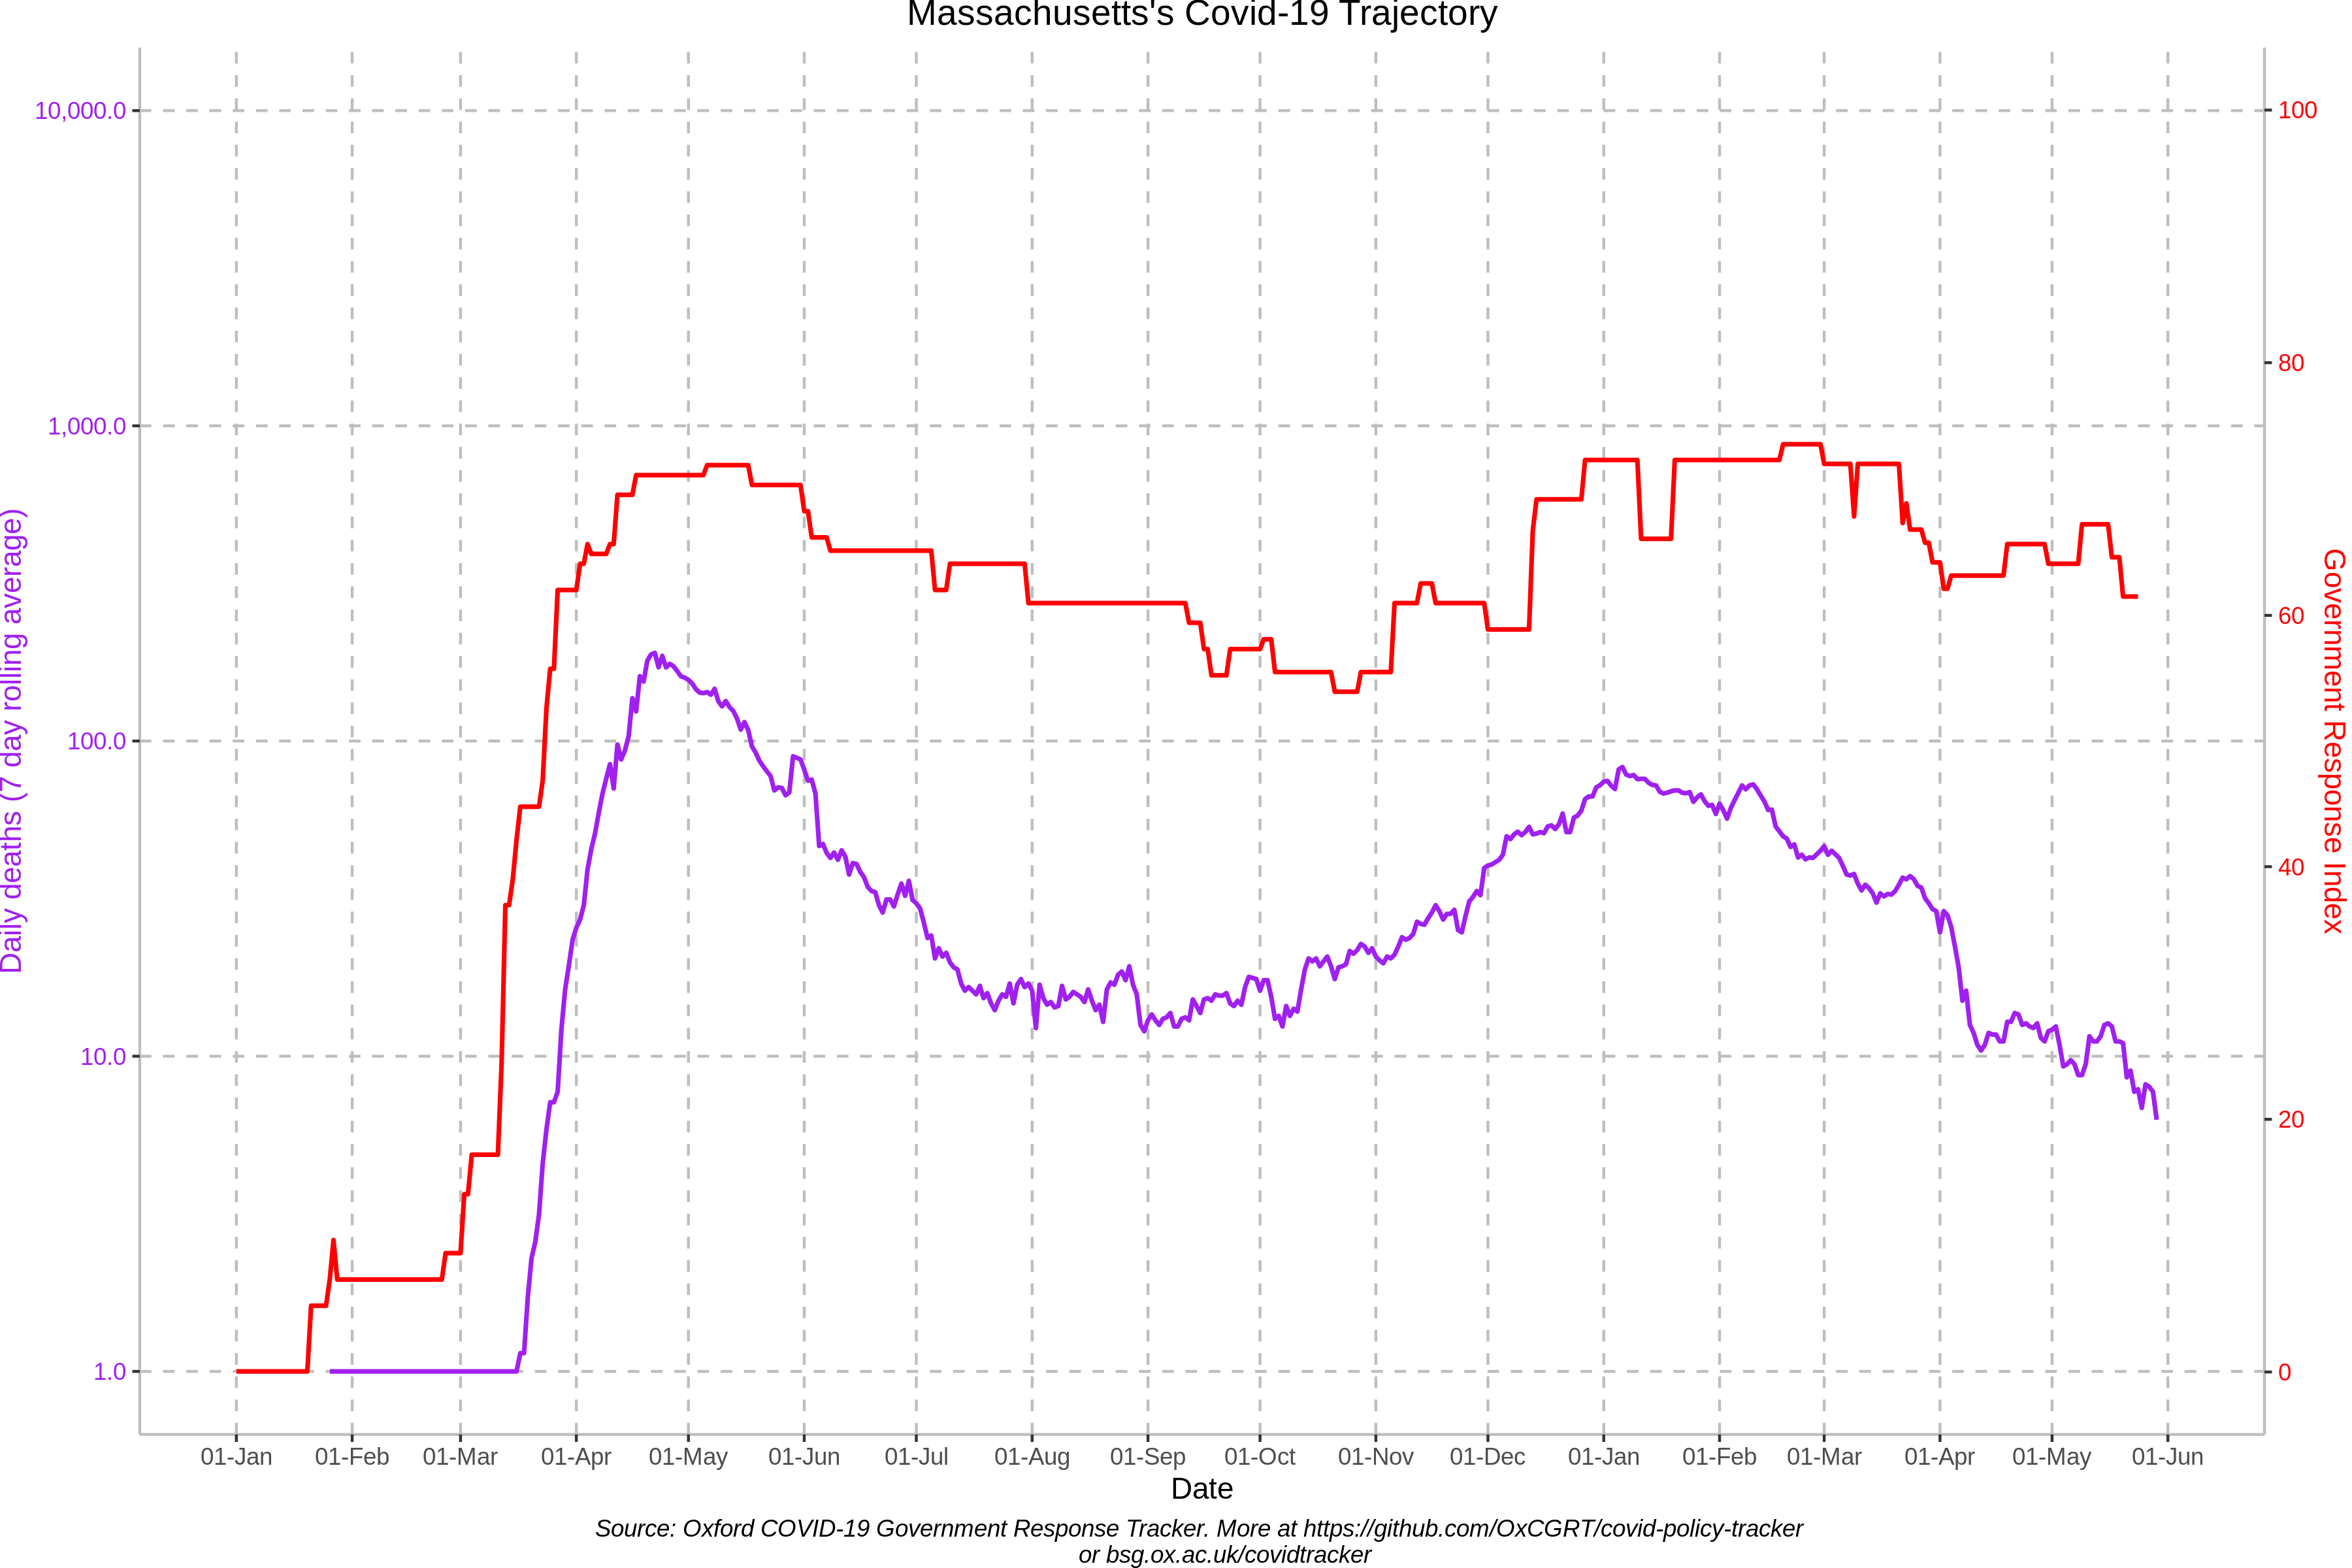 Massachusetts's Covid-19 Trajectory
10,000.0
1,000.0
100.0
10.0
1.0
Daily deaths (7 day rolling average)
100
80
60
40
20
0
Government Response Index
01-Jan 01-Feb 01-Mar 01-Apr 01-May 01-Jun 01-Jul 01-Aug 01-Sep 01-Oct 01-Nov 01-Dec 01-Jan 01-Feb 01-Mar 01-Apr 01-May 01-Jun
Date
Source: Oxford COVID-19 Government Response Tracker. More at https://github.com/OxCGRT/covid-policy-tracker
or bsg.ox.ac.uk/covidtracker